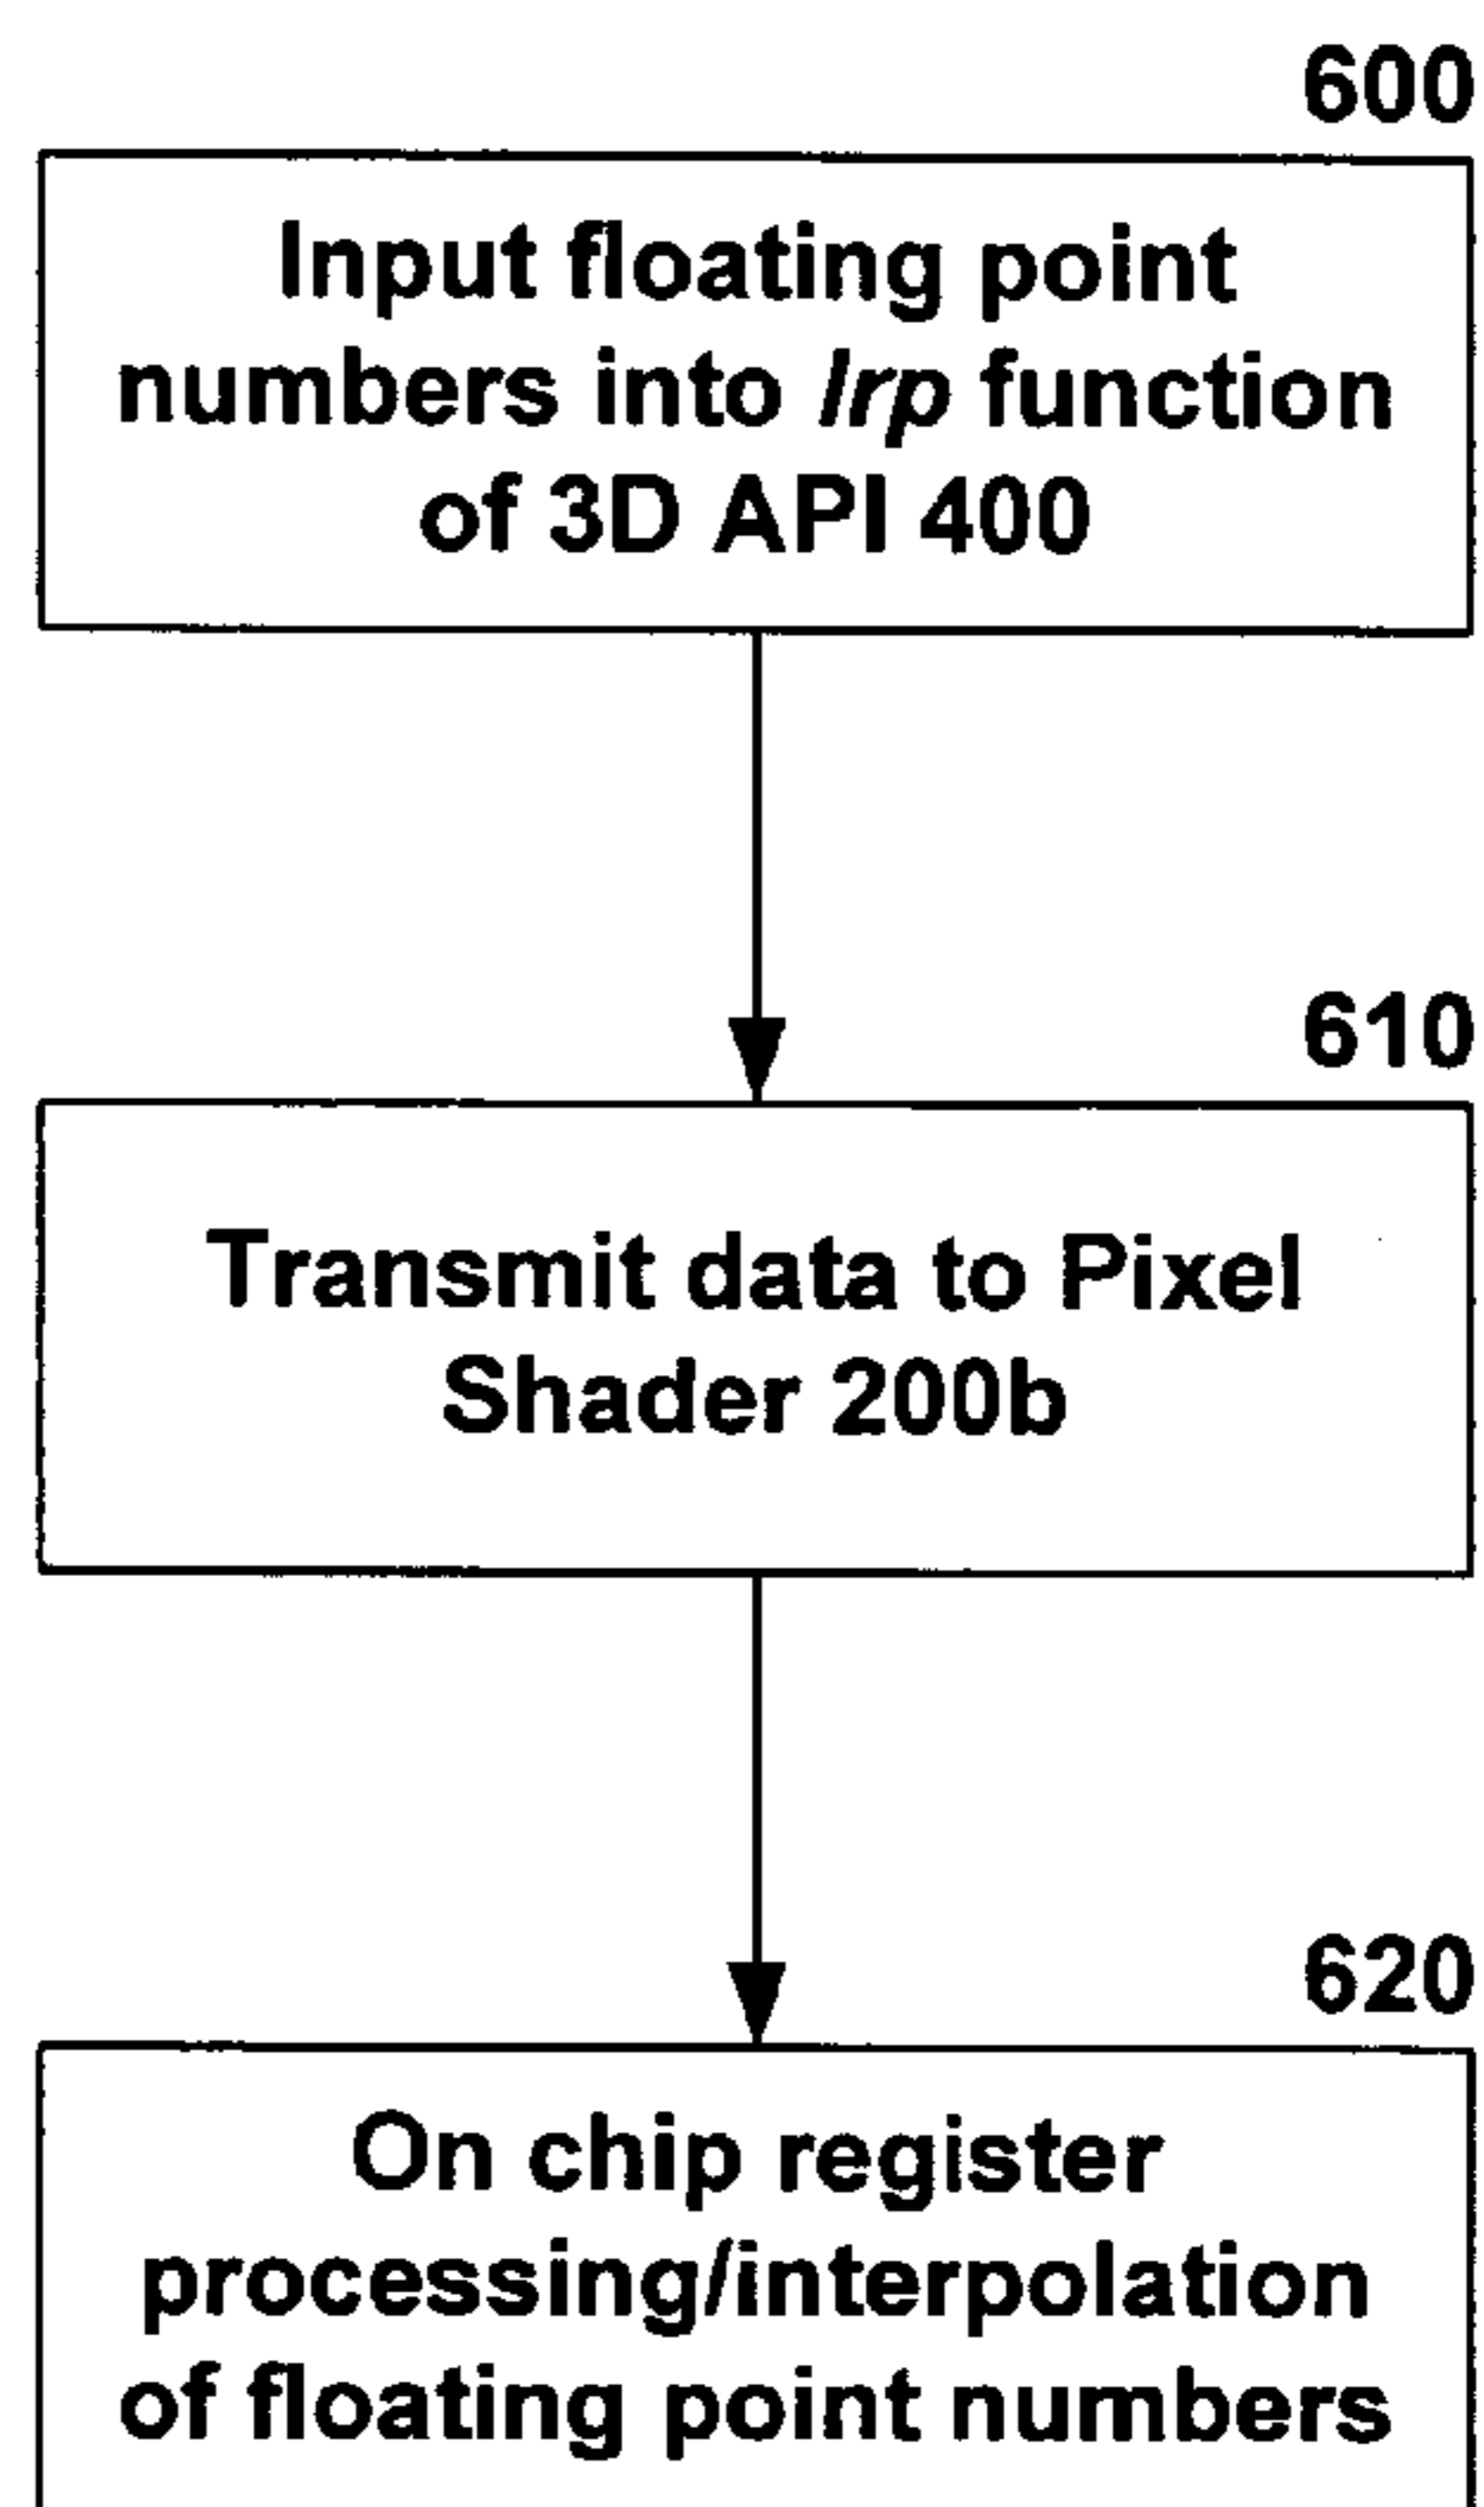 600
Input floating point
numbers into lrp function
of 3D API 400
610
Transmit data to Pixel
Shader 200b
620
On chip register
processing/interpolation
of floating point numbers